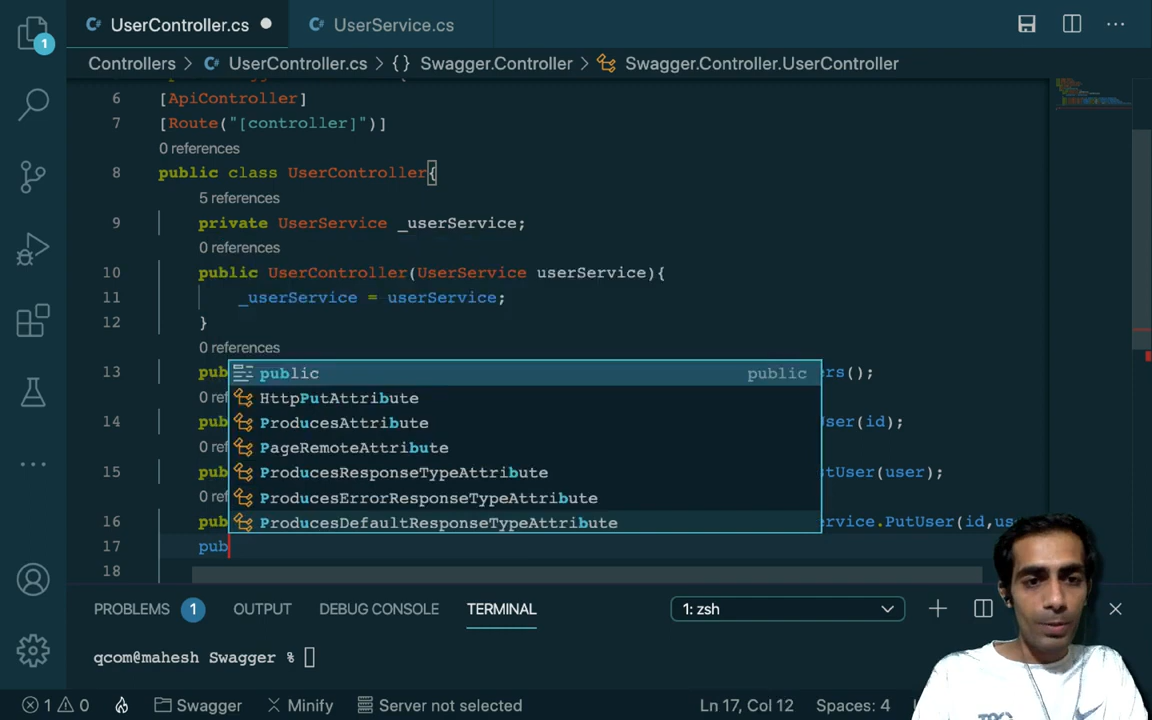 UserController.cs
UserService.cs
1
Controllers > UserController.cs > {} Swagger.Controller > Swagger.Controller.UserController
6 [ApiController]
7 [Route("[controller]")]
0 references
8 public class UserController{
5 references
9 private UserService _userService;
0 references
10 public UserController(UserService userService){
11 _userService = userService;
12 }
0 references
13 pub rs();
0 ref
14 pub ser(id);
0 ref
15 pub tUser(user);
0 ref
16 pub rvice.PutUser(id,us
17 pub
18
public public
HttpPutAttribute
ProducesAttribute
PageRemoteAttribute
ProducesResponseTypeAttribute
ProducesErrorResponseTypeAttribute
ProducesDefaultResponseTypeAttribute
PROBLEMS 1 OUTPUT DEBUG CONSOLE TERMINAL 1: zsh
qcom@mahesh Swagger %
1 0 Swagger Minify Server not selected Ln 17, Col 12 Spaces: 4